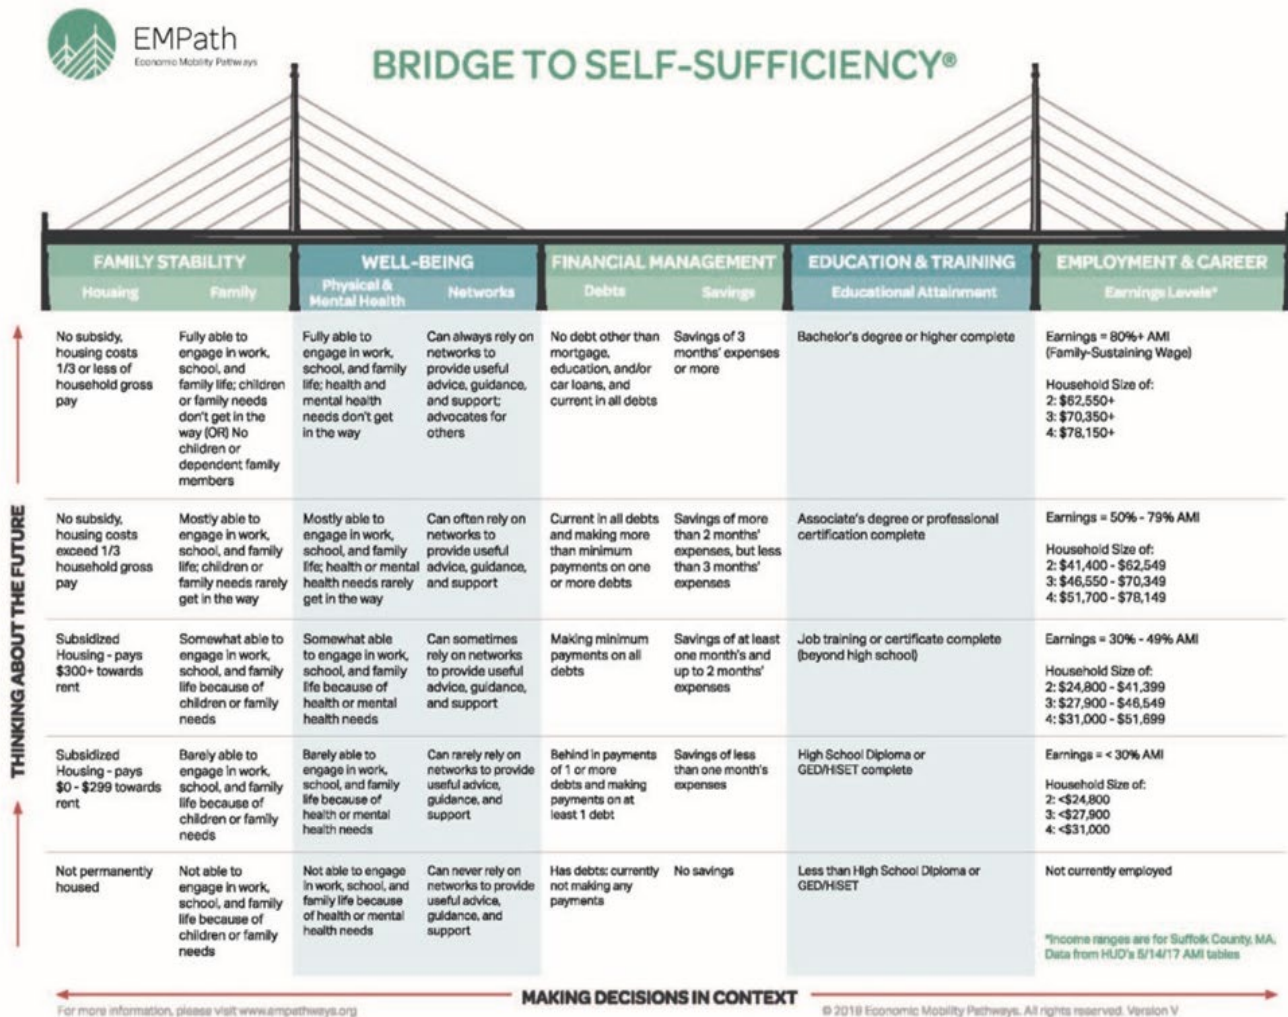 EMPath
Economic Mobility Pathways
BRIDGE TO SELF-SUFFICIENCY®
FAMILY STABILITY
WELL-BEING
FINANCIAL MANAGEMENT
EDUCATION & TRAINING
EMPLOYMENT & CAREER
Housing
Family
Physical &
Mental Health
Networks
Debts
Savings
Educational Attainment
Earnings Levels*
No subsidy,
housing costs
1/3 or less of
household gross
pay
Fully able to
engage in work,
school, and
family life; children
or family needs
don't get in the
way (OR) No
children or
dependent family
members
Fully able to
engage in work,
school, and family
life; health and
mental health
needs don't get
in the way
Can always rely on
networks to
provide useful
advice, guidance,
and support;
advocates for
others
No debt other than
mortgage,
education, and/or
car loans, and
current in all debts
Savings of 3
months' expenses
or more
Bachelor's degree or higher complete
Earnings = 80%+ AMI
(Family-Sustaining Wage)
Household Size of:
2: $62,550+
3: $70,350+
4: $78,150+
No subsidy,
housing costs
exceed 1/3
household gross
pay
Mostly able to
engage in work,
school, and family
life; children or
family needs rarely
get in the way
Mostly able to
engage in work,
school, and family
life; health or mental
health needs rarely
get in the way
Can often rely on
networks to
provide useful
advice, guidance,
and support
Current in all debts
and making more
than minimum
payments on one
or more debts
Savings of more
than 2 months'
expenses, but less
than 3 months'
expenses
Associate's degree or professional
certification complete
Earnings = 50% - 79% AMI
Household Size of:
2: $41,400 - $62,549
3: $46,550 - $70,349
4: $51,700 - $78,149
Subsidized
Housing - pays
$300+ towards
rent
Somewhat able to
engage in work,
school, and family
life because of
children or family
needs
Somewhat able
to engage in work,
school, and family
life because of
health or mental
health needs
Can sometimes
rely on networks
to provide useful
advice, guidance,
and support
Making minimum
payments on all
debts
Savings of at least
one month's and
up to 2 months'
expenses
Job training or certificate complete
(beyond high school)
Earnings = 30% - 49% AMI
Household Size of:
2: $24,800 - $41,399
3: $27,900 - $46,549
4: $31,000 - $51,699
Subsidized
Housing - pays
$0 - $299 towards
rent
Barely able to
engage in work,
school, and family
life because of
children or family
needs
Barely able to
engage in work,
school, and family
life because of
health or mental
health needs
Can rarely rely on
networks to provide
useful advice,
guidance, and
support
Behind in payments
of 1 or more
debts and making
payments on at
least 1 debt
Savings of less
than one month's
expenses
High School Diploma or
GED/HiSET complete
Earnings = < 30% AMI
Household Size of:
2: <$24,800
3: <$27,900
4: <$31,000
Not permanently
housed
Not able to
engage in work,
school, and family
life because of
children or family
needs
Not able to engage
in work, school, and
family life because
of health or mental
health needs
Can never rely on
networks to provide
useful advice,
guidance, and
support
Has debts: currently
not making any
payments
No savings
Less than High School Diploma or
GED/HiSET
Not currently employed
*Income ranges are for Suffolk County, MA.
Data from HUD's 5/14/17 AMI tables
THINKING ABOUT THE FUTURE
MAKING DECISIONS IN CONTEXT
For more information, please visit www.empathways.org
© 2019 Economic Mobility Pathways. All rights reserved. Version V